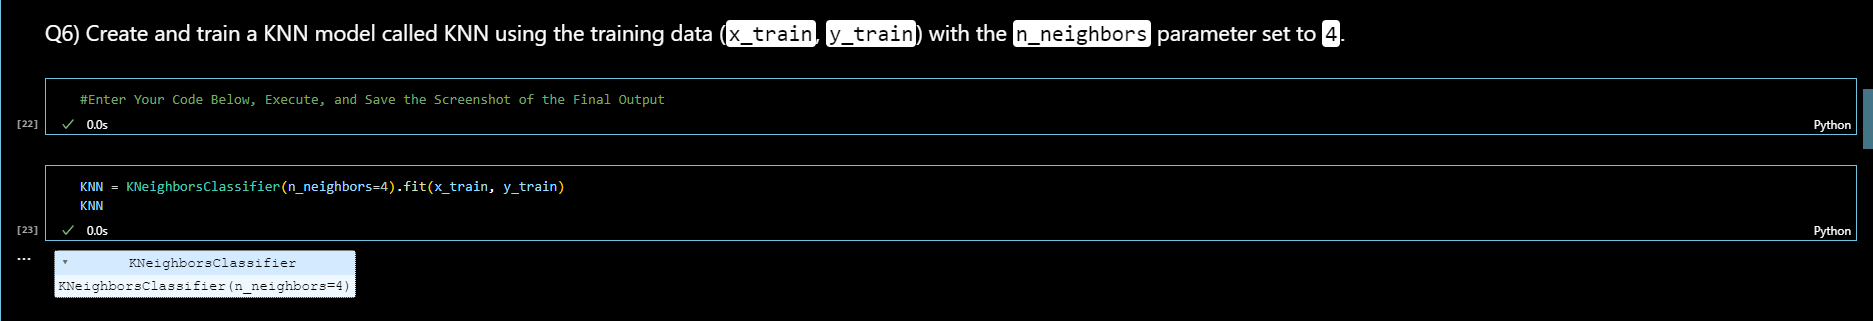 Q6) Create and train a KNN model called KNN using the training data (x_train, y_train) with the n_neighbors parameter set to 4.
#Enter Your Code Below, Execute, and Save the Screenshot of the Final Output
[22] ✓ 0.0s Python
KNN = KNeighborsClassifier(n_neighbors=4).fit(x_train, y_train)
KNN
[23] ✓ 0.0s Python
... ▾ KNeighborsClassifier
KNeighborsClassifier(n_neighbors=4)